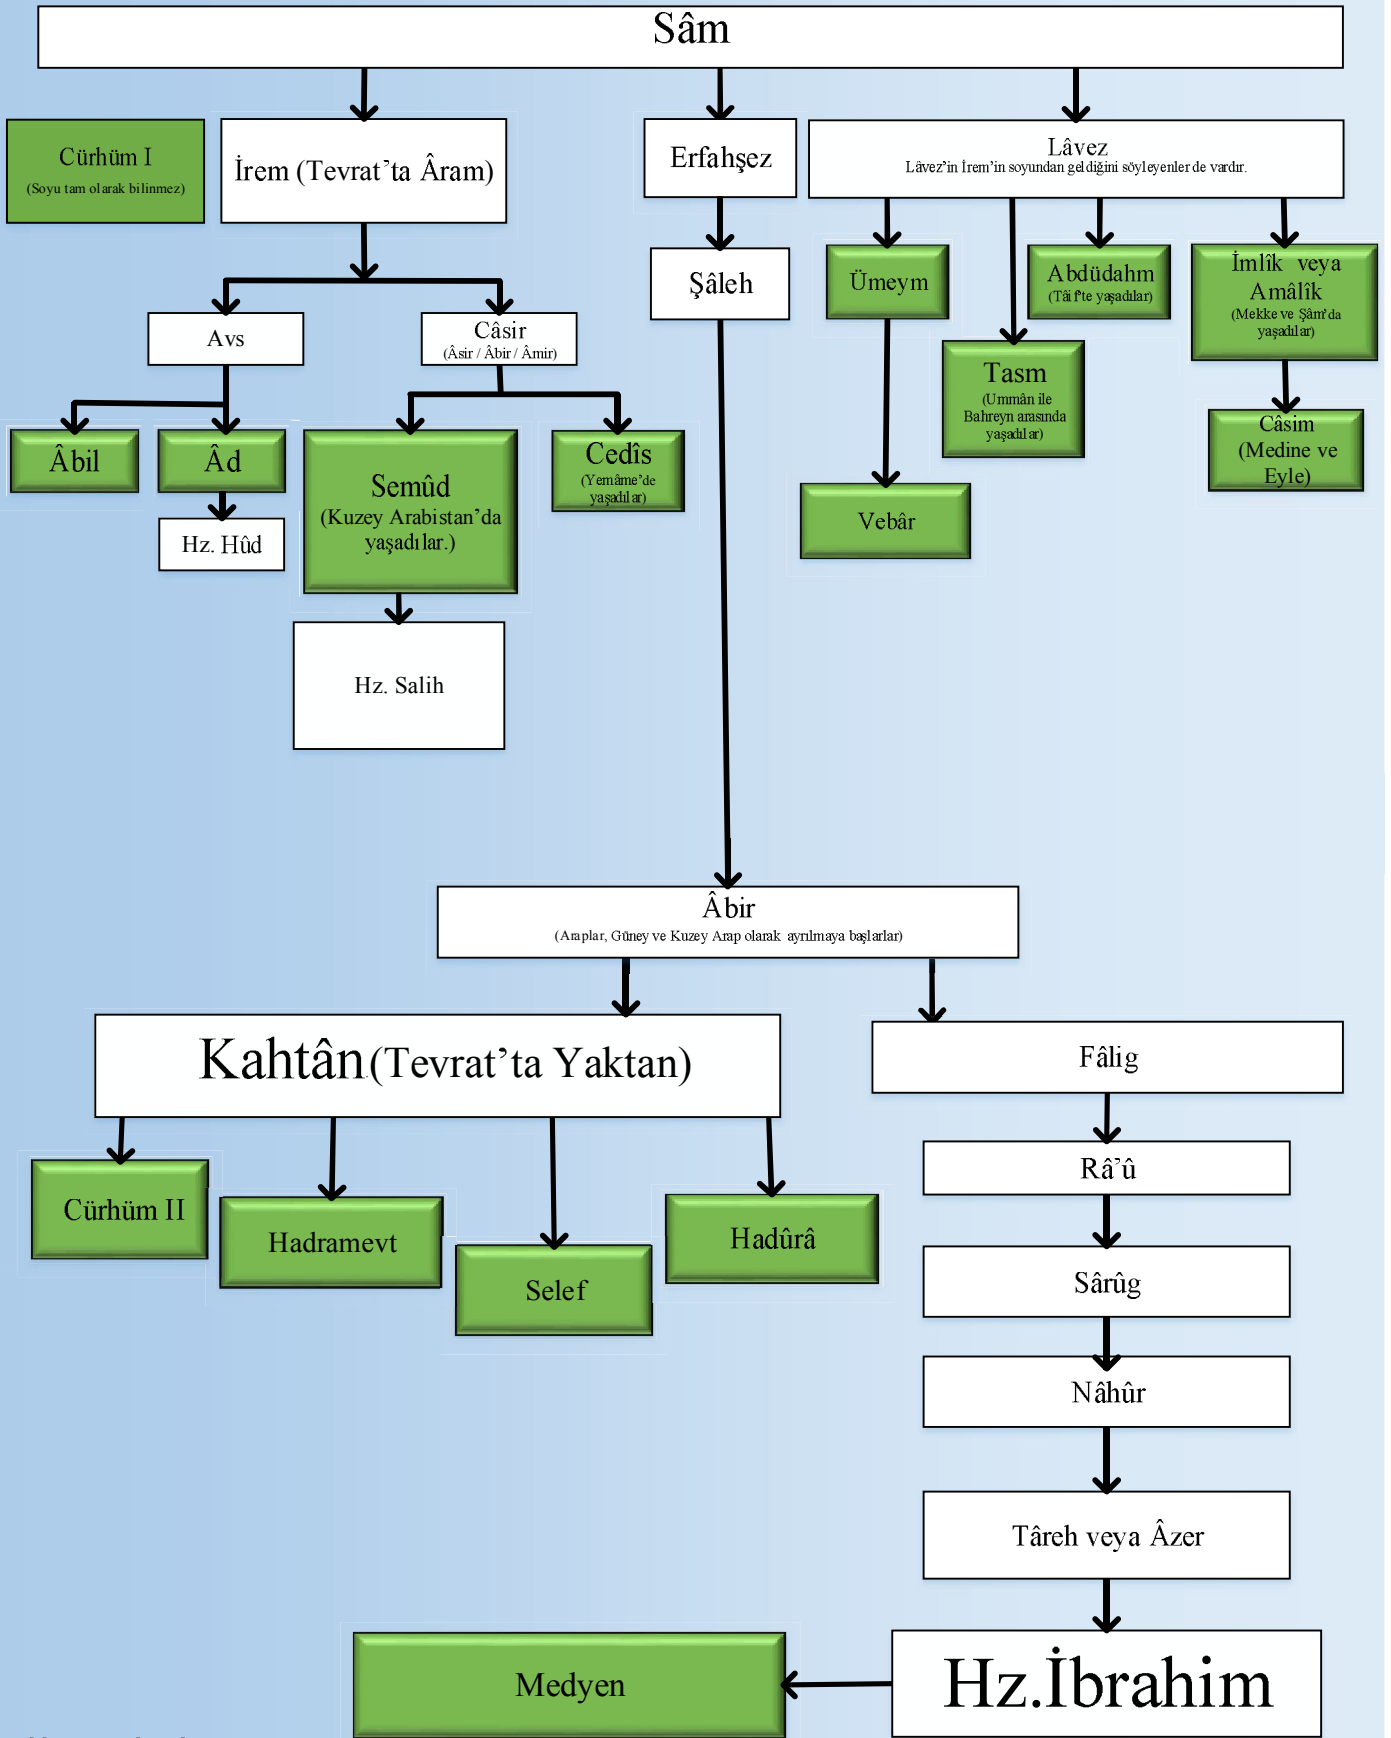 Sâm
Cürhüm I
(Soyu tam olarak bilinmez)
İrem (Tevrat’ta Âram)
Erfahşez
Lâvez
Lâvez’in İrem’in soyundan geldiğini söyleyenler de vardır.
Şâleh
Ümeym
Abdüdahm
(Tâif’te yaşadılar)
İmlîk veya
Amâlîk
(Mekke ve Şâm’da
yaşadılar)
Avs
Câsir
(Âsir / Âbir / Âmir)
Tasm
(Ummân ile
Bahreyn arasında
yaşadılar)
Câsim
(Medine ve
Eyle)
Âbil
Âd
Semûd
(Kuzey Arabistan’da
yaşadılar.)
Cedîs
(Yemâme’de
yaşadılar)
Vebâr
Hz. Hûd
Hz. Salih
Âbir
(Araplar, Güney ve Kuzey Arap olarak ayrılmaya başlarlar)
Kahtân.(Tevrat’ta Yaktan)
Fâlig
Cürhüm II
Hadramevt
Selef
Hadûrâ
Râ’û
Sârûg
Nâhûr
Târeh veya Âzer
Hz.İbrahim
Medyen